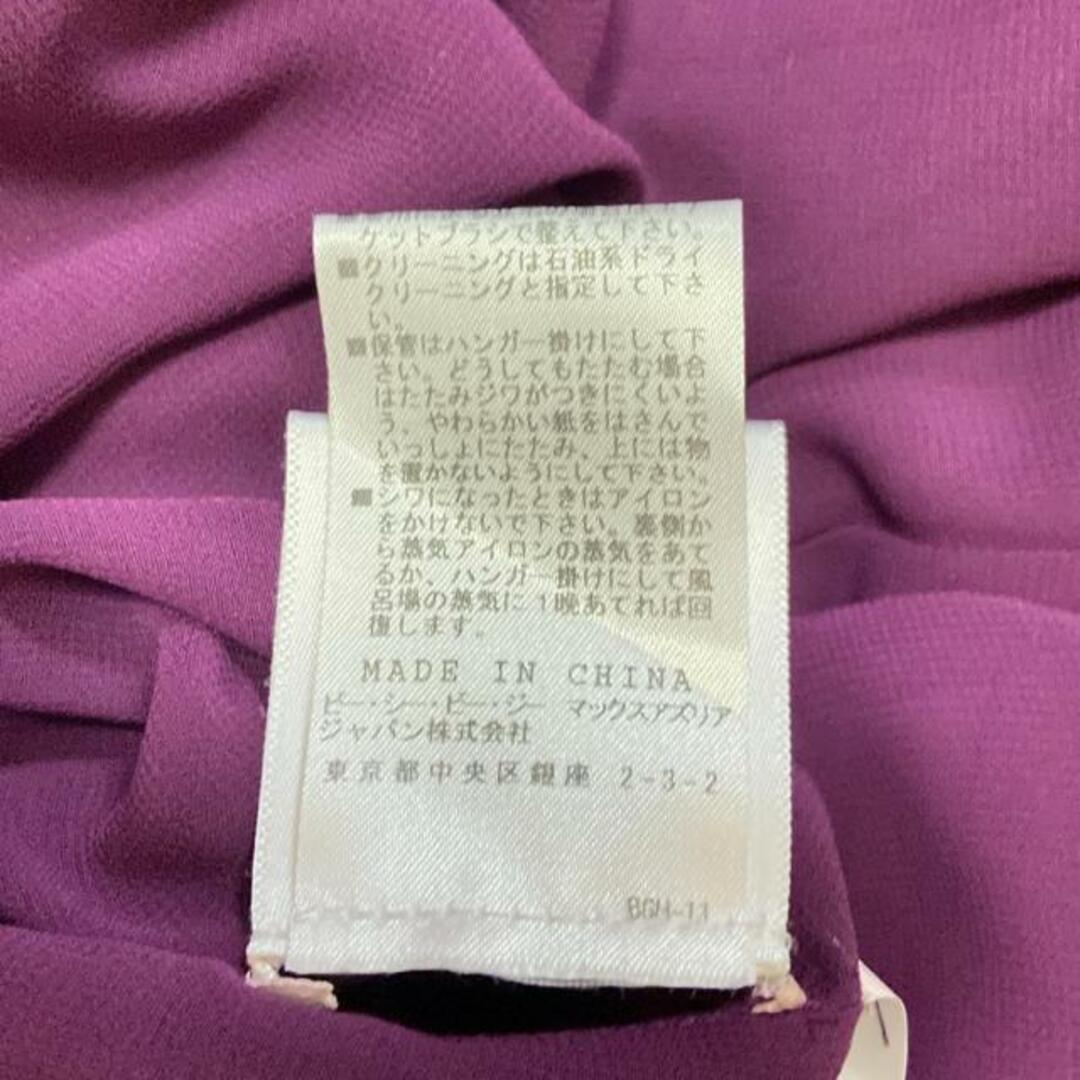 ケットブラシで整えて下さい。
■クリーニングは石油系ドライ
クリーニングと指定して下さ
い。
■保管はハンガー掛けにして下
さい。どうしてもたたむ場合
はたたみジワがつきにくいよ
う、やわらかい紙をはさんで
いっしょにたたみ、上には物
を置かないようにして下さい。
■シワになったときはアイロン
をかけないで下さい。裏側か
ら蒸気アイロンの蒸気をあて
るか、ハンガー掛けにして風
呂場の蒸気に1晩あてれば回
復します。
MADE IN CHINA
ビー・シー・ビー・ジー マックスアズリア
ジャパン株式会社
東京都中央区銀座 2-3-2